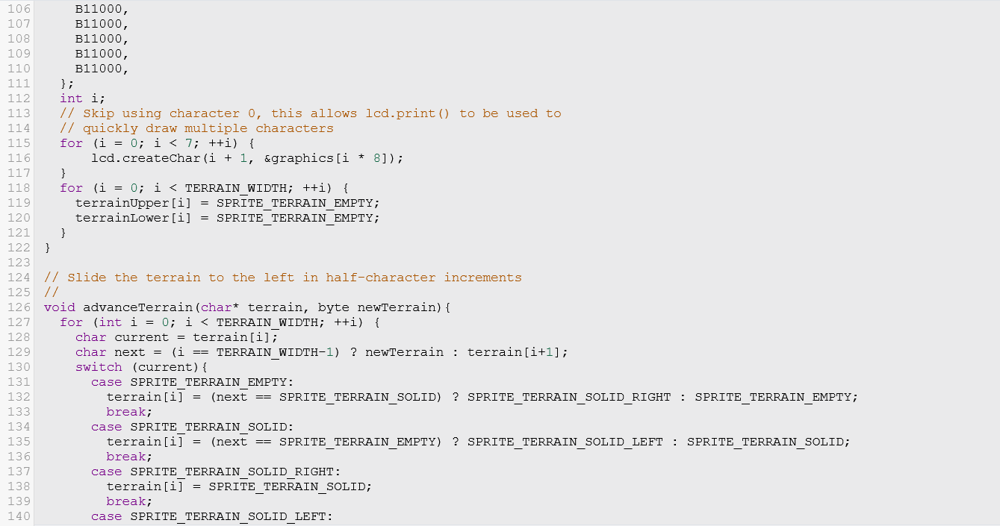 106     B11000,
107     B11000,
108     B11000,
109     B11000,
110     B11000,
111   };
112   int i;
113   // Skip using character 0, this allows lcd.print() to be used to
114   // quickly draw multiple characters
115   for (i = 0; i < 7; ++i) {
116       lcd.createChar(i + 1, &graphics[i * 8]);
117   }
118   for (i = 0; i < TERRAIN_WIDTH; ++i) {
119     terrainUpper[i] = SPRITE_TERRAIN_EMPTY;
120     terrainLower[i] = SPRITE_TERRAIN_EMPTY;
121   }
122 }
123
124 // Slide the terrain to the left in half-character increments
125 //
126 void advanceTerrain(char* terrain, byte newTerrain){
127   for (int i = 0; i < TERRAIN_WIDTH; ++i) {
128     char current = terrain[i];
129     char next = (i == TERRAIN_WIDTH-1) ? newTerrain : terrain[i+1];
130     switch (current){
131       case SPRITE_TERRAIN_EMPTY:
132         terrain[i] = (next == SPRITE_TERRAIN_SOLID) ? SPRITE_TERRAIN_SOLID_RIGHT : SPRITE_TERRAIN_EMPTY;
133         break;
134       case SPRITE_TERRAIN_SOLID:
135         terrain[i] = (next == SPRITE_TERRAIN_EMPTY) ? SPRITE_TERRAIN_SOLID_LEFT : SPRITE_TERRAIN_SOLID;
136         break;
137       case SPRITE_TERRAIN_SOLID_RIGHT:
138         terrain[i] = SPRITE_TERRAIN_SOLID;
139         break;
140       case SPRITE_TERRAIN_SOLID_LEFT: